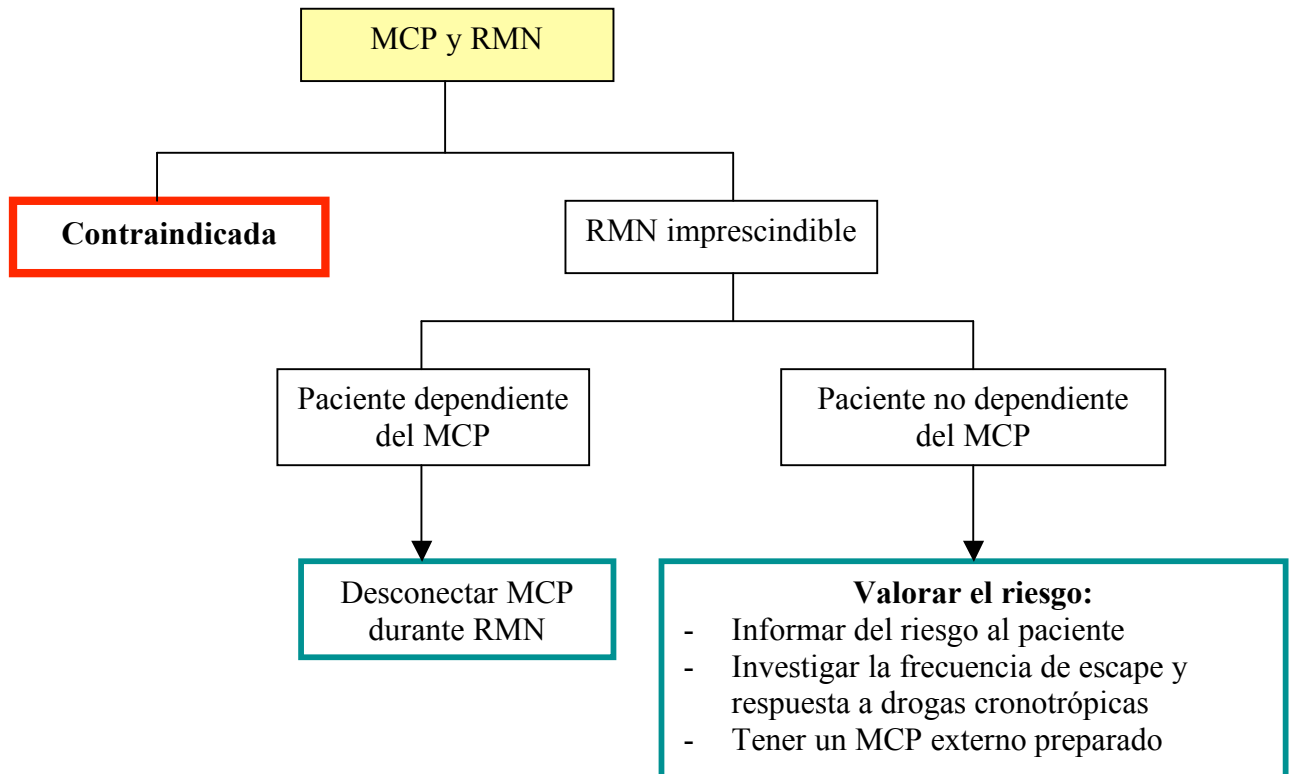 MCP y RMN
Contraindicada
RMN imprescindible
Paciente dependiente
del MCP
Paciente no dependiente
del MCP
Desconectar MCP
durante RMN
Valorar el riesgo:
- Informar del riesgo al paciente
- Investigar la frecuencia de escape y
respuesta a drogas cronotrópicas
- Tener un MCP externo preparado